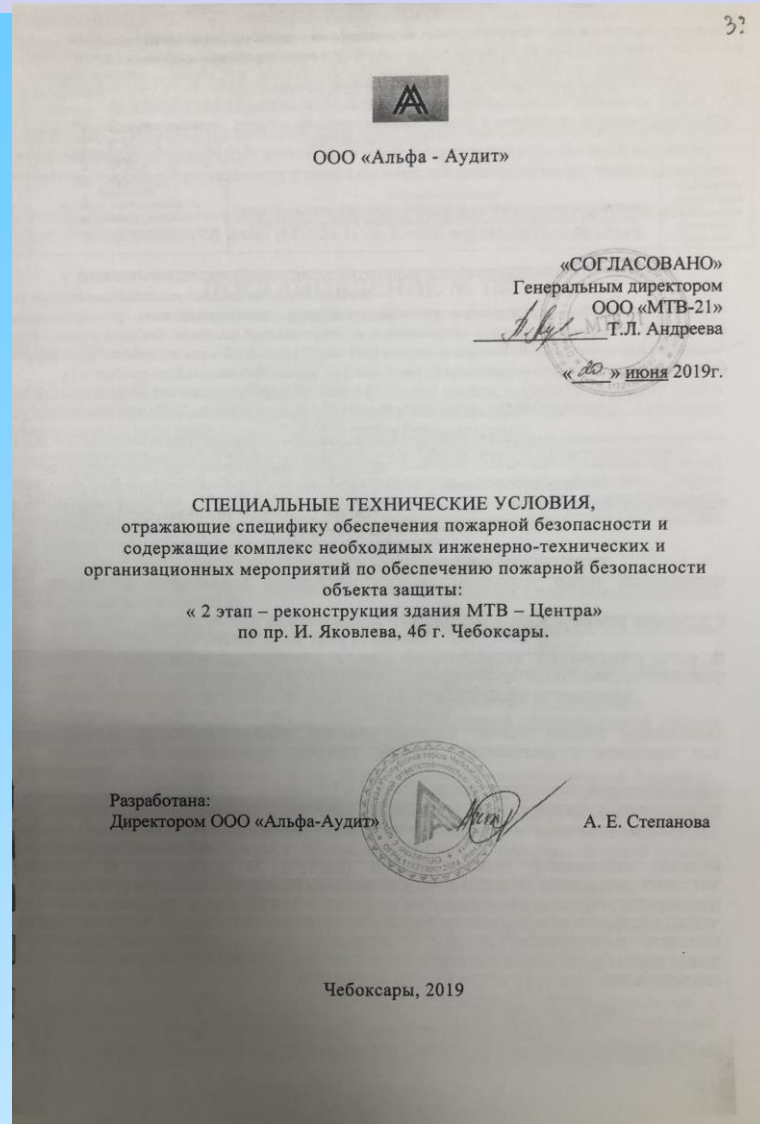 ООО «Альфа - Аудит»
«СОГЛАСОВАНО»
Генеральным директором
ООО «МТВ-21»
Т.Л. Андреева
«20» июня 2019г.
СПЕЦИАЛЬНЫЕ ТЕХНИЧЕСКИЕ УСЛОВИЯ,
отражающие специфику обеспечения пожарной безопасности и
содержащие комплекс необходимых инженерно-технических и
организационных мероприятий по обеспечению пожарной безопасности
объекта защиты:
« 2 этап – реконструкция здания МТВ – Центра»
по пр. И. Яковлева, 4б г. Чебоксары.
Разработана:
Директором ООО «Альфа-Аудит»
А. Е. Степанова
Чебоксары, 2019